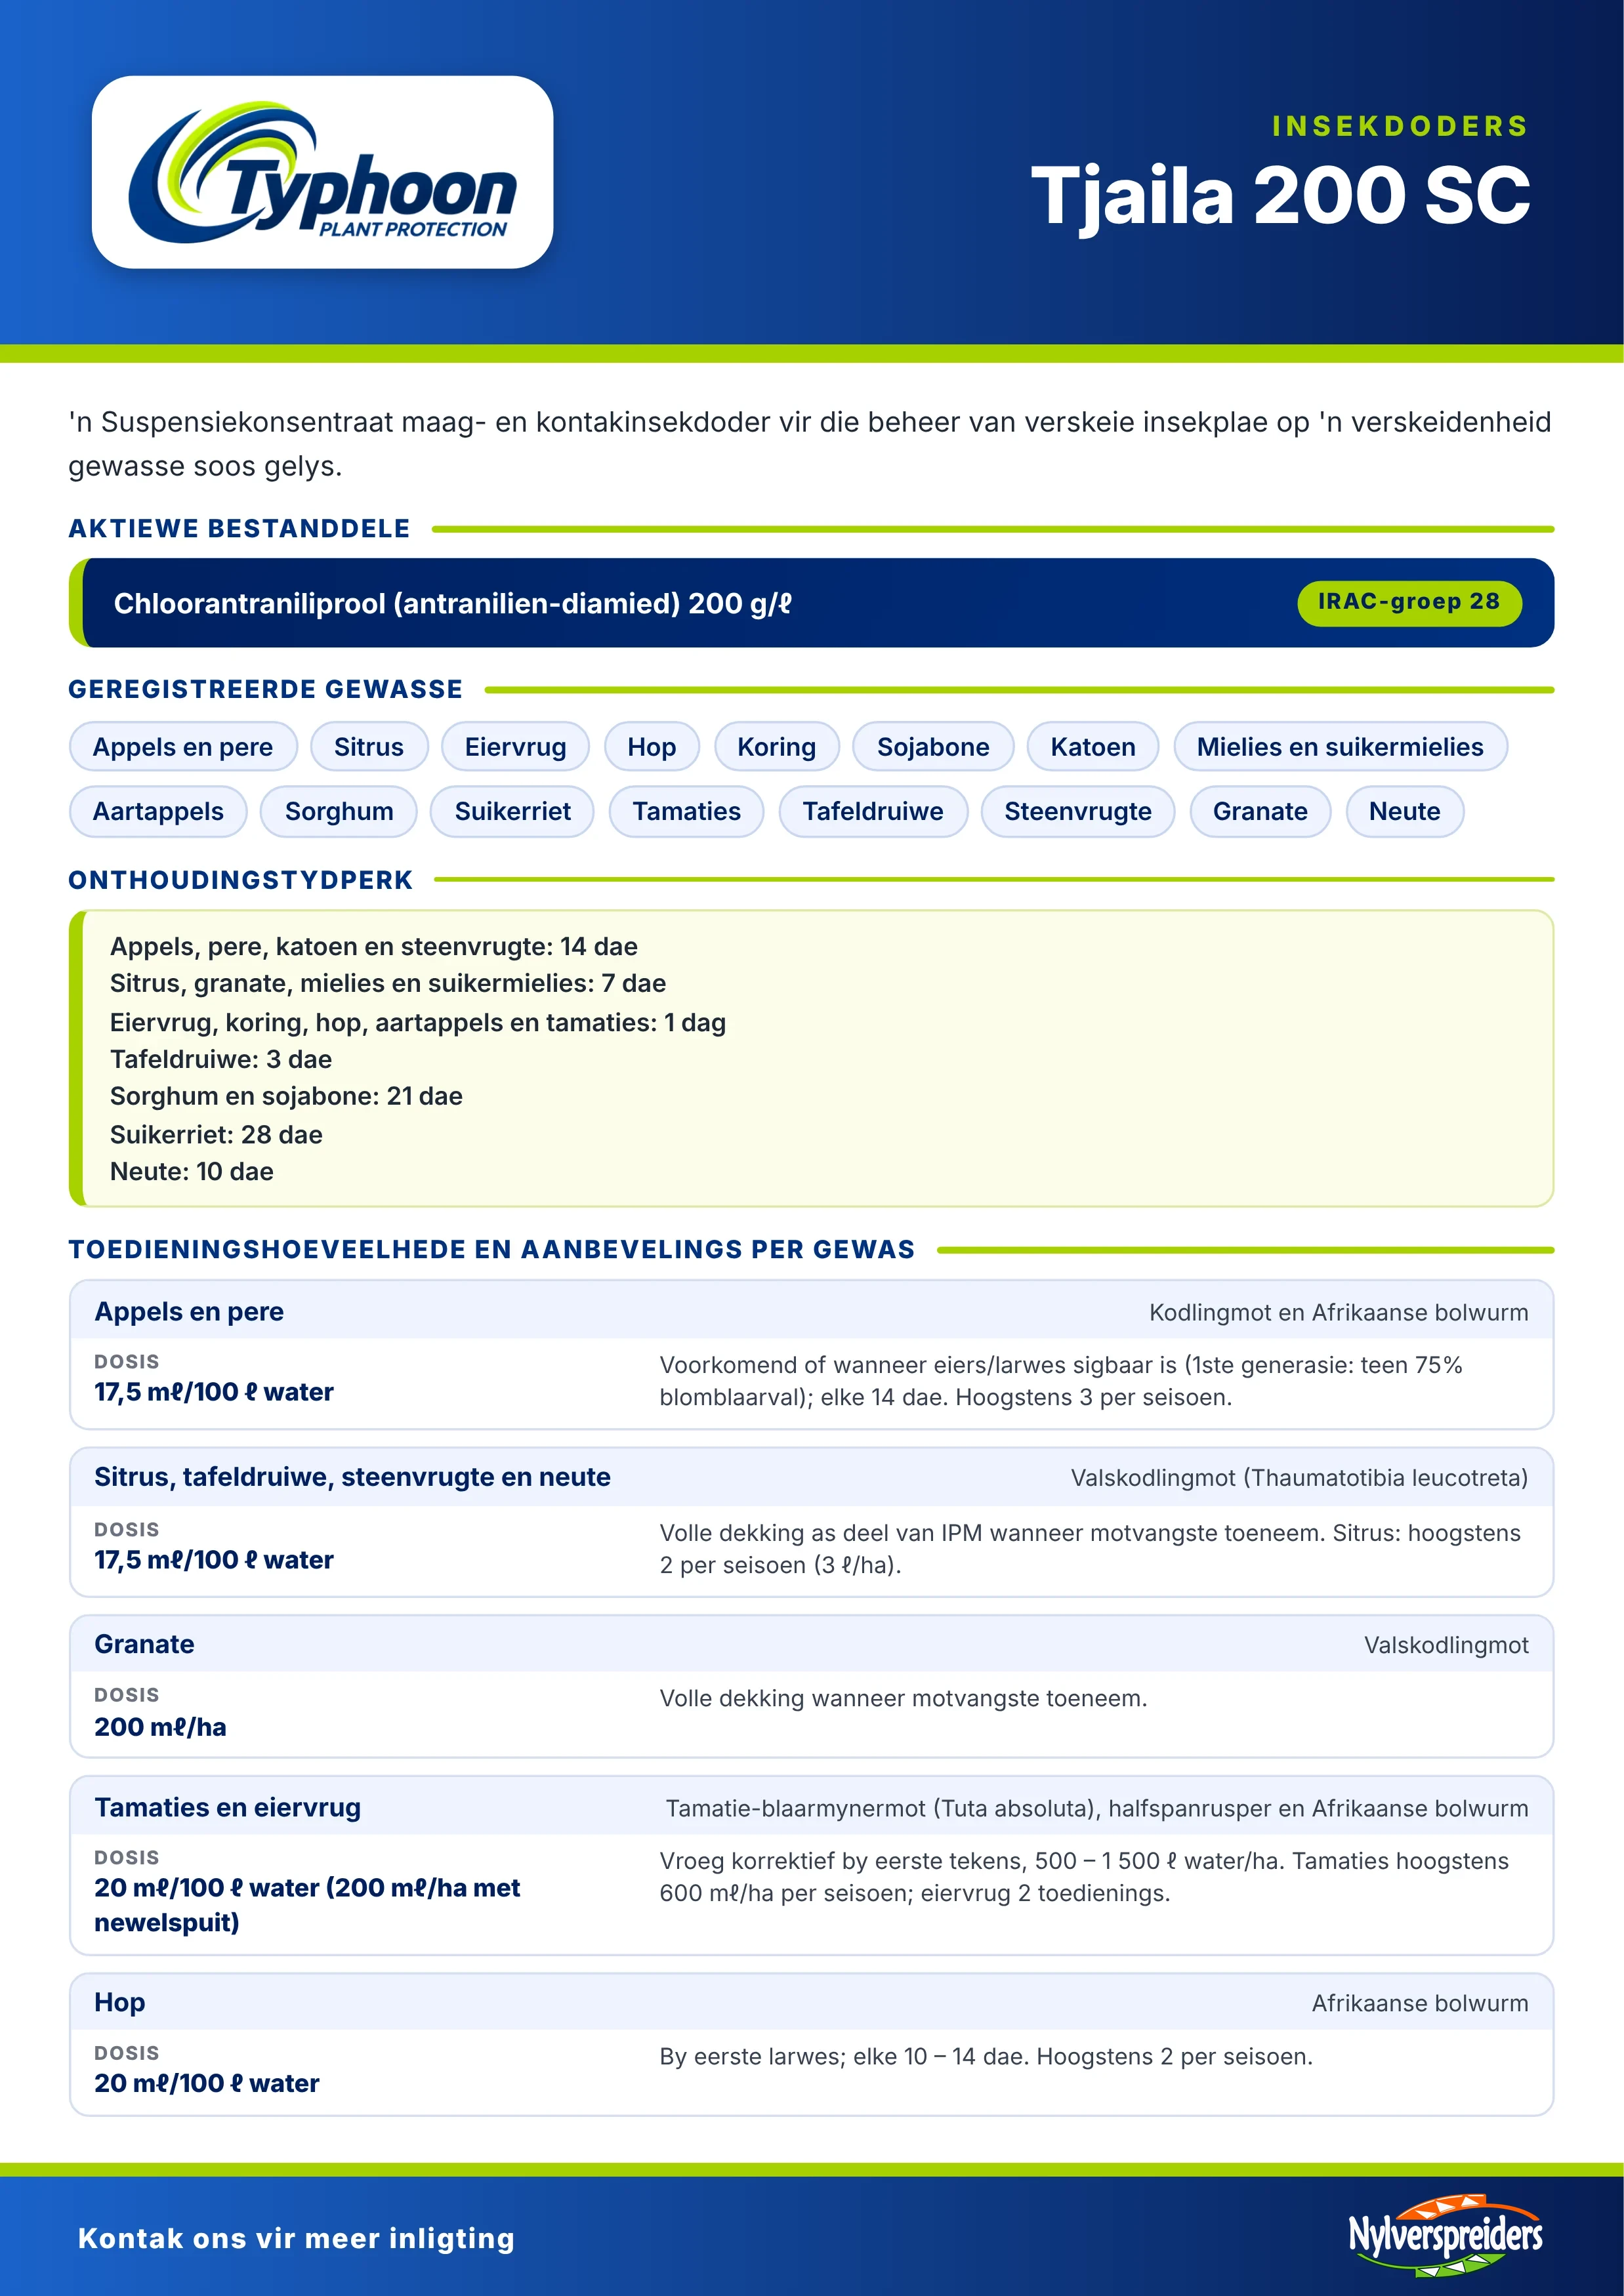 Typhoon
PLANT PROTECTION
INSEKDODERS
Tjaila 200 SC
'n Suspensiekonsentraat maag- en kontakinsekdoder vir die beheer van verskeie insekplae op 'n verskeidenheid
gewasse soos gelys.
AKTIEWE BESTANDDELE
Chloorantraniliprool (antranilien-diamied) 200 g/ℓ
IRAC-groep 28
GEREGISTREERDE GEWASSE
Appels en pere Sitrus Eiervrug Hop Koring Sojabone Katoen Mielies en suikermielies
Aartappels Sorghum Suikerriet Tamaties Tafeldruiwe Steenvrugte Granate Neute
ONTHOUDINGSTYDPERK
Appels, pere, katoen en steenvrugte: 14 dae
Sitrus, granate, mielies en suikermielies: 7 dae
Eiervrug, koring, hop, aartappels en tamaties: 1 dag
Tafeldruiwe: 3 dae
Sorghum en sojabone: 21 dae
Suikerriet: 28 dae
Neute: 10 dae
TOEDIENINGSHOEVEELHEDE EN AANBEVELINGS PER GEWAS
Appels en pere
Kodlingmot en Afrikaanse bolwurm
DOSIS
17,5 mℓ/100 ℓ water
Voorkomend of wanneer eiers/larwes sigbaar is (1ste generasie: teen 75%
blomblaarval); elke 14 dae. Hoogstens 3 per seisoen.
Sitrus, tafeldruiwe, steenvrugte en neute
Valskodlingmot (Thaumatotibia leucotreta)
DOSIS
17,5 mℓ/100 ℓ water
Volle dekking as deel van IPM wanneer motvangste toeneem. Sitrus: hoogstens
2 per seisoen (3 ℓ/ha).
Granate
Valskodlingmot
DOSIS
200 mℓ/ha
Volle dekking wanneer motvangste toeneem.
Tamaties en eiervrug
Tamatie-blaarmynermot (Tuta absoluta), halfspanrusper en Afrikaanse bolwurm
DOSIS
20 mℓ/100 ℓ water (200 mℓ/ha met
newelspuit)
Vroeg korrektief by eerste tekens, 500 – 1 500 ℓ water/ha. Tamaties hoogstens
600 mℓ/ha per seisoen; eiervrug 2 toedienings.
Hop
Afrikaanse bolwurm
DOSIS
20 mℓ/100 ℓ water
By eerste larwes; elke 10 – 14 dae. Hoogstens 2 per seisoen.
Kontak ons vir meer inligting
Nylverspreiders